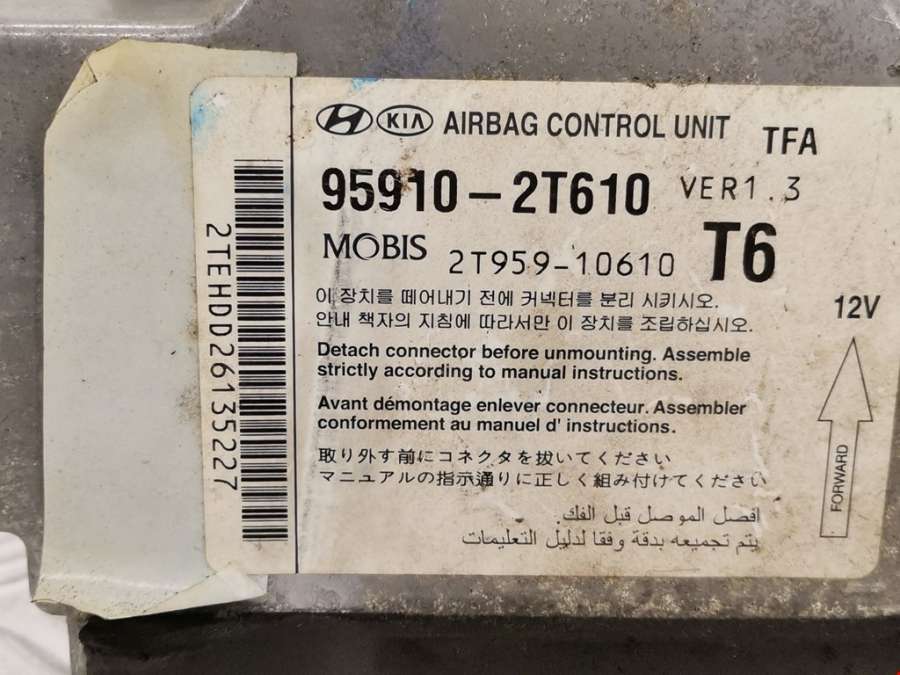 KIA AIRBAG CONTROL UNIT TFA
95910-2T610 VER1.3
MOBIS 2T959-10610 T6
이 장치를 떼어내기 전에 커넥터를 분리 시키시오.
안내 책자의 지침에 따라서만 이 장치를 조립하십시오.
12V
Detach connector before unmounting. Assemble
strictly according to manual instructions.
Avant démontage enlever connecteur. Assembler
conformement au manuel d' instructions.
取り外す前にコネクタを抜いてください
マニュアルの指示通りに正しく組み付けてください
افصل الموصل قبل الفك.
يتم تجميعه بدقة وفقا لدليل التعليمات
FORWARD
2TEHDD26135227